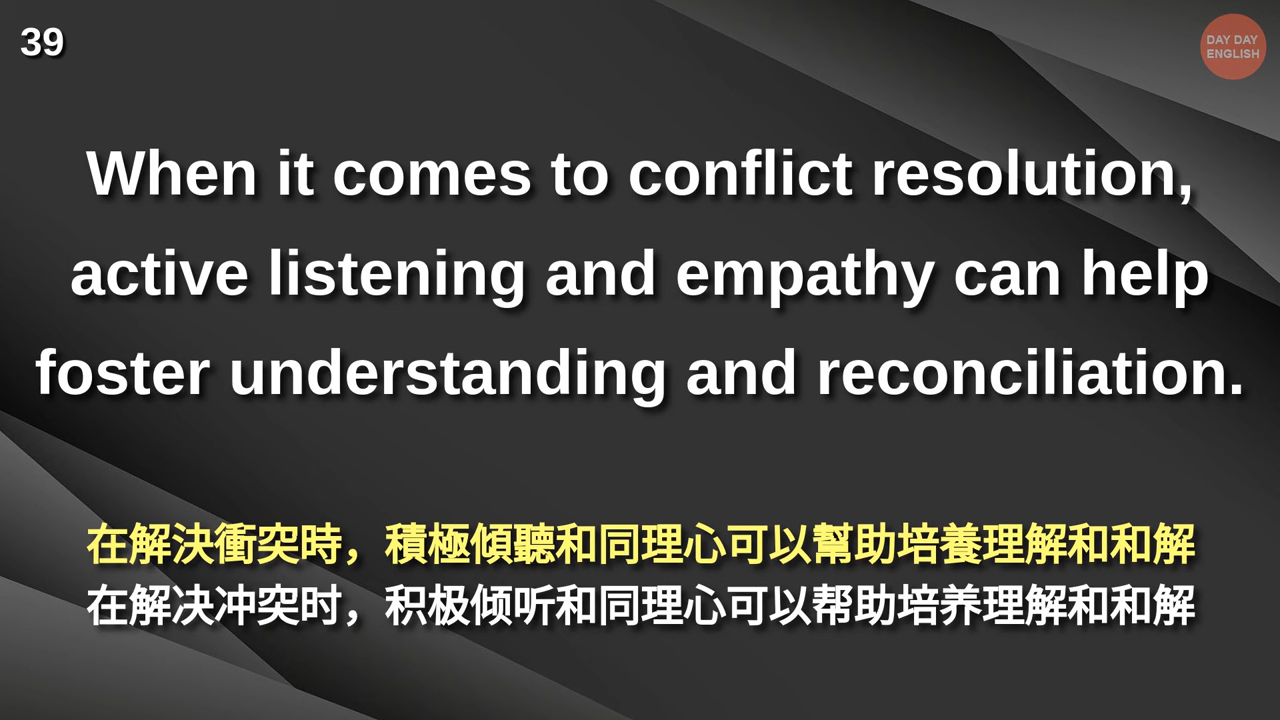 39
DAY DAY
ENGLISH
When it comes to conflict resolution,
active listening and empathy can help
foster understanding and reconciliation.
在解決衝突時，積極傾聽和同理心可以幫助培養理解和和解
在解决冲突时，积极倾听和同理心可以帮助培养理解和和解